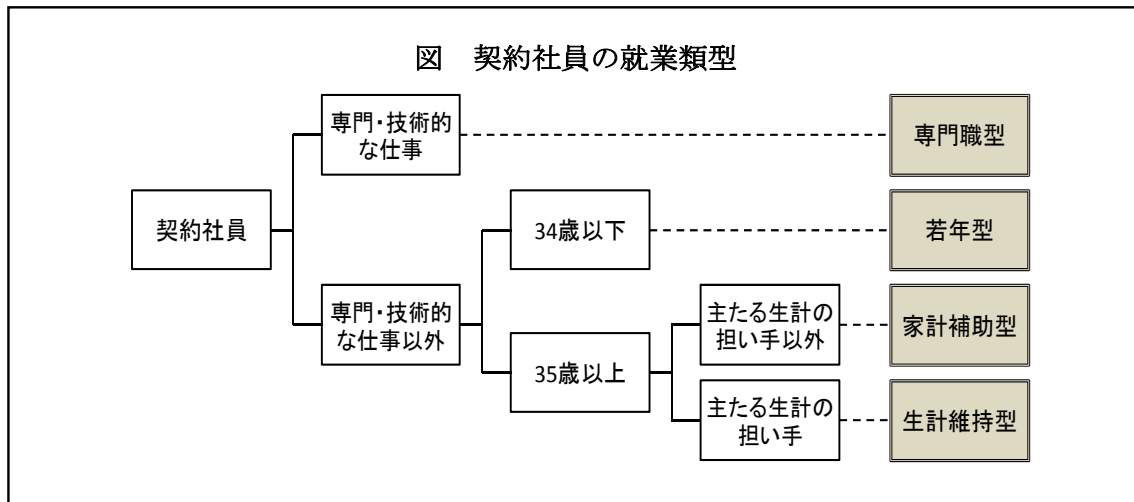 図　契約社員の就業類型
専門・技術的
な仕事
専門職型
契約社員
34歳以下
若年型
専門・技術的
な仕事以外
主たる生計の
担い手以外
家計補助型
35歳以上
主たる生計の
担い手
生計維持型